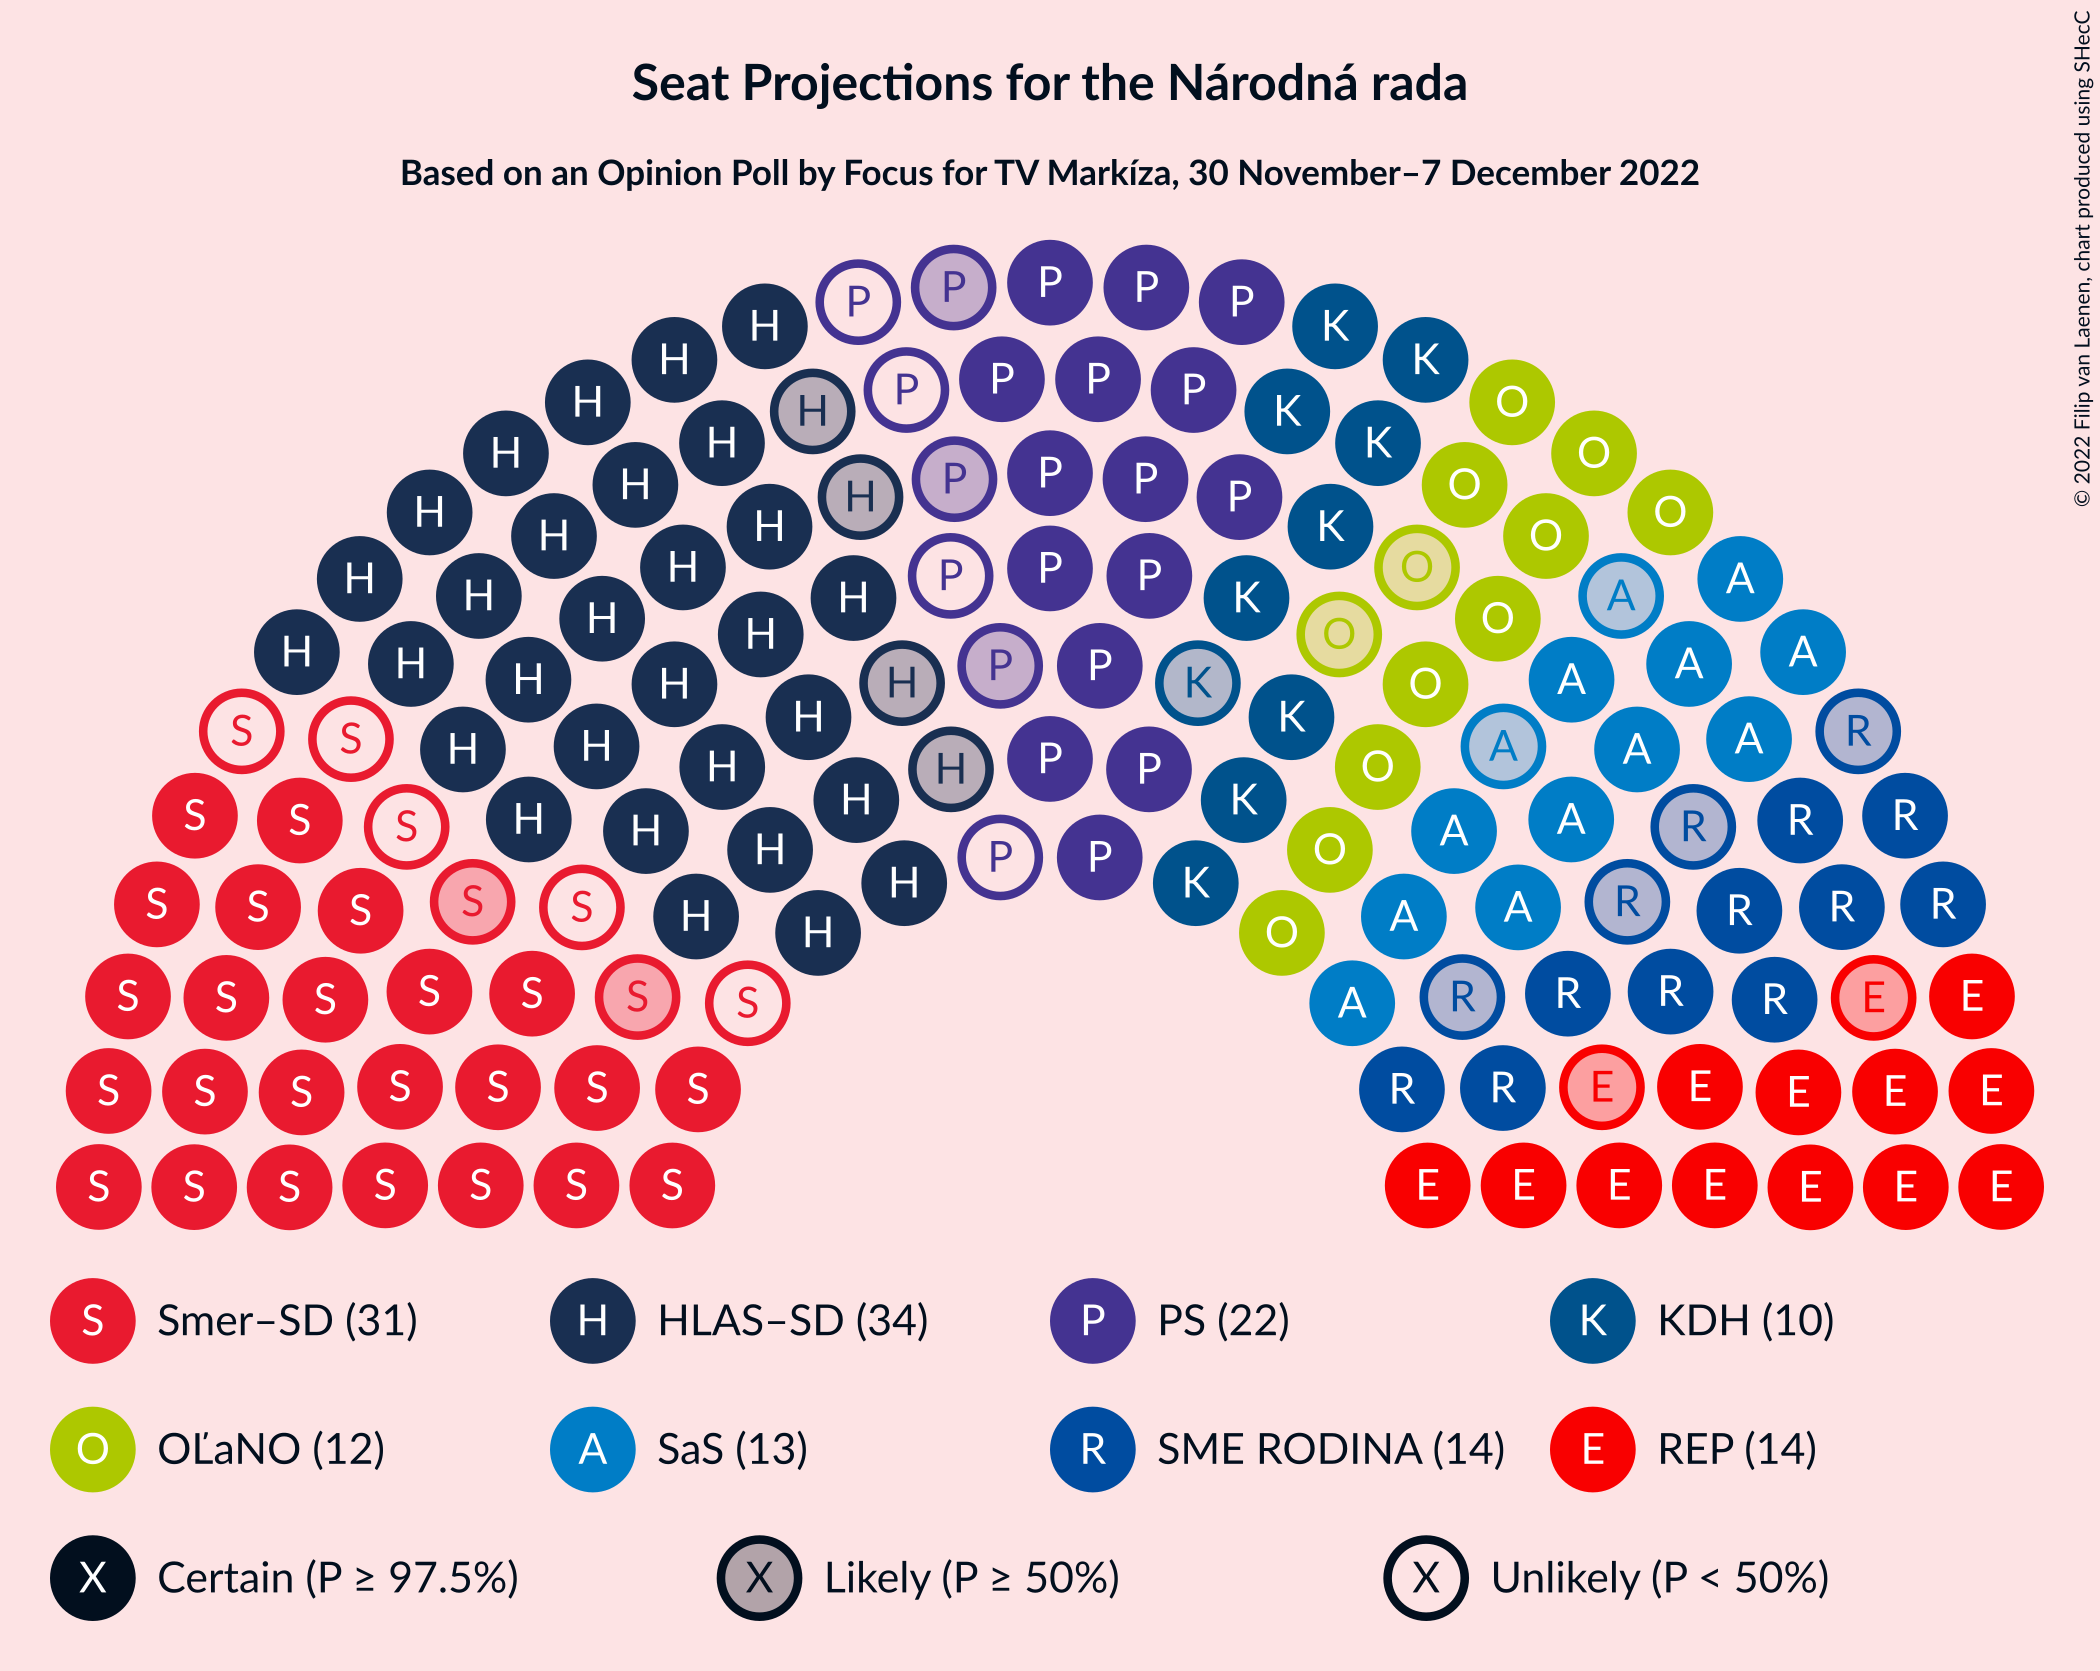 Seat Projections for the Národná rada
Based on an Opinion Poll by Focus for TV Markíza, 30 November–7 December 2022
© 2022 Filip van Laenen, chart produced using SHecC
P P P P P
H H K K
H P P P P K O
H H H K K O
H H H P P P P K O O
H H H H P P P K O O A A
H H H H H P P K K O O A A A
S S H H H H H P P K O A A A R
S S S H H H H K O A A R R R
S S S S S H H H P P K O A A R R R R
S S S S S S S A R R R R E E
S S S S S S S R R E E E E E
S S S S S S S E E E E E E E
S Smer–SD (31) H HLAS–SD (34) P PS (22) K KDH (10)
O OĽaNO (12) A SaS (13) R SME RODINA (14) E REP (14)
X Certain (P ≥ 97.5%) X Likely (P ≥ 50%) X Unlikely (P < 50%)